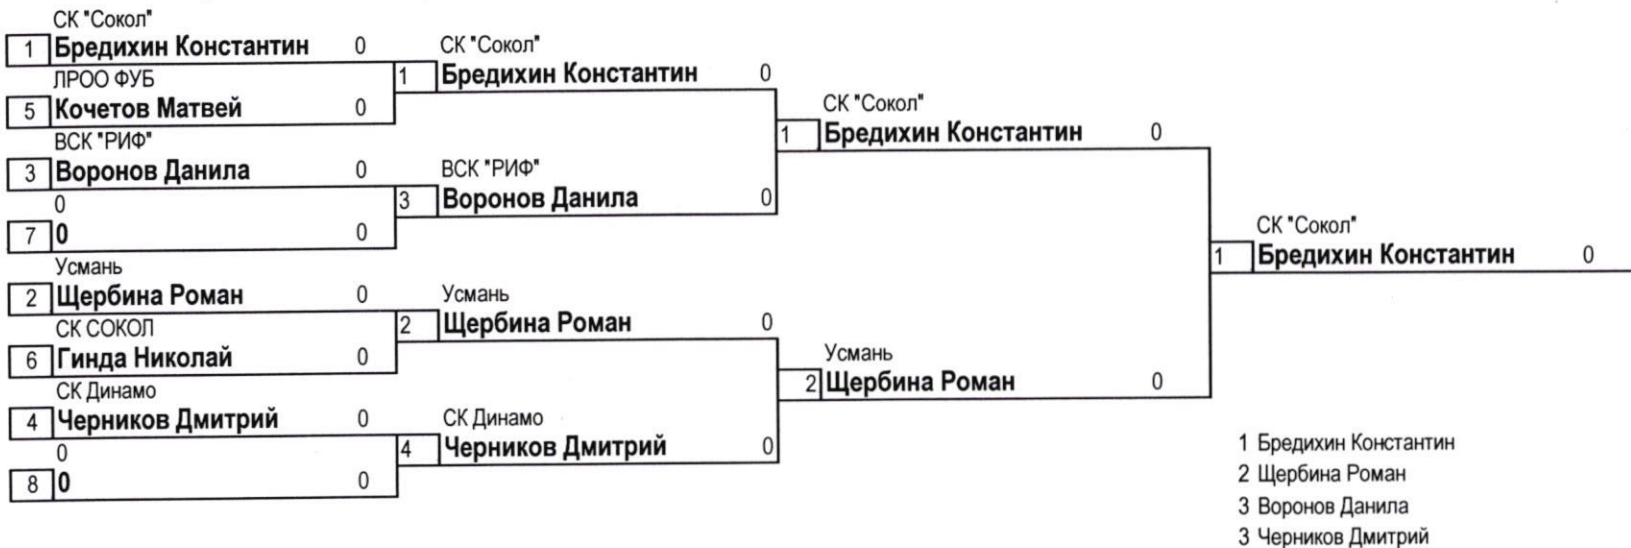 СК "Сокол"
1 Бредихин Константин 0
ЛРОО ФУБ
5 Кочетов Матвей 0
ВСК "РИФ"
3 Воронов Данила 0
0
7 0 0
Усмань
2 Щербина Роман 0
СК СОКОЛ
6 Гинда Николай 0
СК Динамо
4 Черников Дмитрий 0
0
8 0 0
СК "Сокол"
1 Бредихин Константин 0
ВСК "РИФ"
3 Воронов Данила 0
Усмань
2 Щербина Роман 0
СК Динамо
4 Черников Дмитрий 0
СК "Сокол"
1 Бредихин Константин 0
Усмань
2 Щербина Роман 0
СК "Сокол"
1 Бредихин Константин 0
1 Бредихин Константин
2 Щербина Роман
3 Воронов Данила
3 Черников Дмитрий